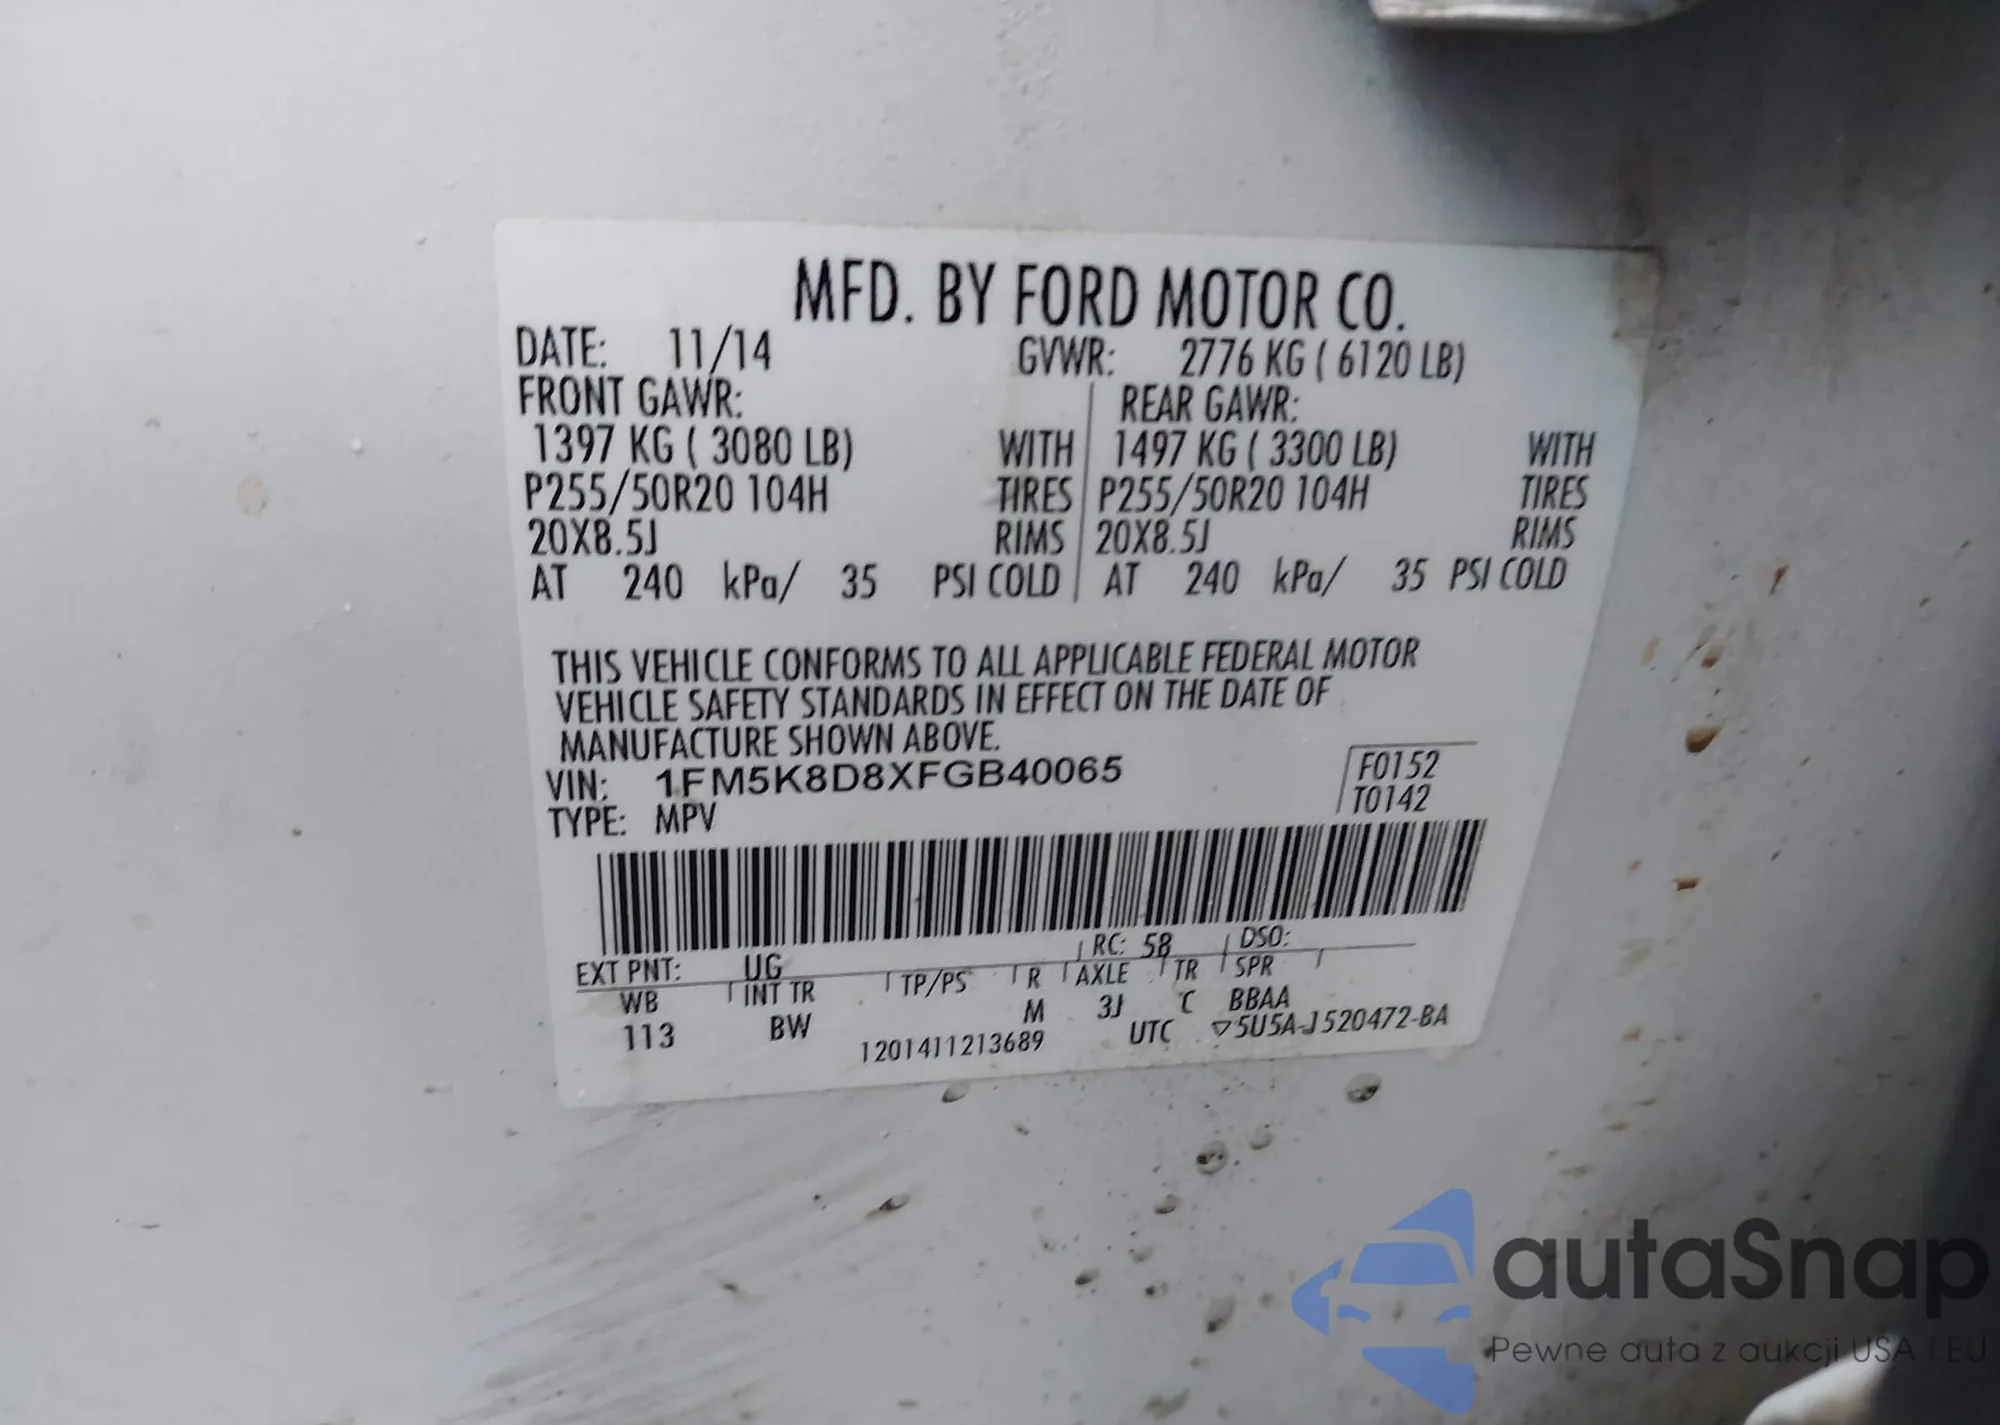 MFD. BY FORD MOTOR CO.
DATE: 11/14 GVWR: 2776 KG ( 6120 LB)
FRONT GAWR: REAR GAWR:
1397 KG ( 3080 LB) WITH 1497 KG ( 3300 LB) WITH
P255/50R20 104H TIRES P255/50R20 104H TIRES
20X8.5J RIMS 20X8.5J RIMS
AT 240 kPa/ 35 PSI COLD AT 240 kPa/ 35 PSI COLD
THIS VEHICLE CONFORMS TO ALL APPLICABLE FEDERAL MOTOR
VEHICLE SAFETY STANDARDS IN EFFECT ON THE DATE OF
MANUFACTURE SHOWN ABOVE.
VIN: 1FM5K8D8XFGB40065 F0152
TYPE: MPV T0142
EXT PNT: UG RC: 58 DSO:
WB INT TR TP/PS R AXLE TR SPR
113 BW M 3J C BBAA
1201411213689 UTC ▽5U5A-J520472-BA
autaSnap
Pewne auta z aukcji USA i EU